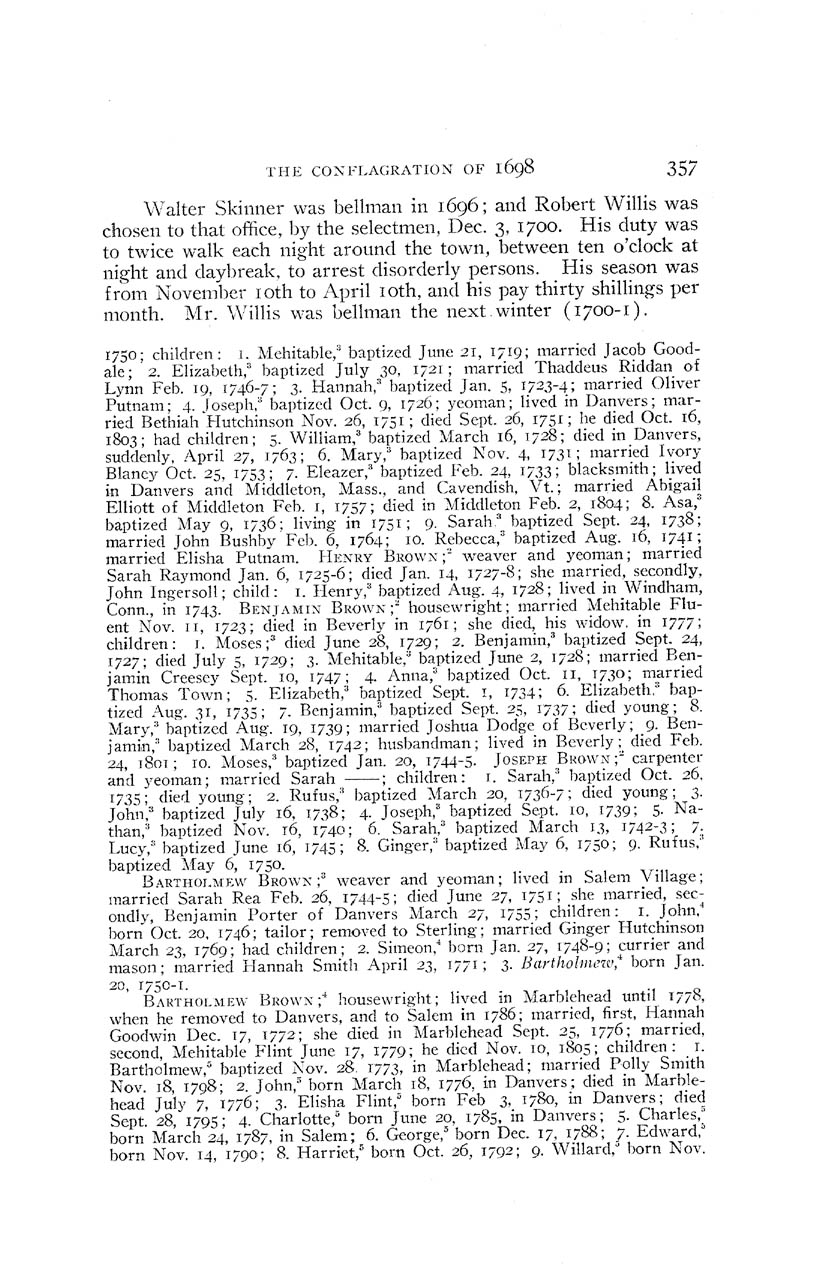 THE CONFLAGRATION OF 1698 357
Walter Skinner was bellman in 1696; and Robert Willis was
chosen to that office, by the selectmen, Dec. 3, 1700. His duty was
to twice walk each night around the town, between ten o'clock at
night and daybreak, to arrest disorderly persons. His season was
from November 10th to April 10th, and his pay thirty shillings per
month. Mr. Willis was bellman the next winter (1700-1).
1750; children: 1. Mehitable,³ baptized June 21, 1719; married Jacob Good-
ale; 2. Elizabeth,³ baptized July 30, 1721; married Thaddeus Riddan of
Lynn Feb. 19, 1746-7; 3. Hannah,³ baptized Jan. 5, 1723-4; married Oliver
Putnam; 4. Joseph,³ baptized Oct. 9, 1726; yeoman; lived in Danvers; mar-
ried Bethiah Hutchinson Nov. 26, 1751; died Sept. 26, 1751; he died Oct. 16,
1803; had children; 5. William,³ baptized March 16, 1728; died in Danvers,
suddenly, April 27, 1763; 6. Mary,³ baptized Nov. 4, 1731; married Ivory
Blaney Oct. 25, 1753; 7. Eleazer,³ baptized Feb. 24, 1733; blacksmith; lived
in Danvers and Middleton, Mass., and Cavendish, Vt.; married Abigail
Elliott of Middleton Feb. 1, 1757; died in Middleton Feb. 2, 1804; 8. Asa,³
baptized May 9, 1736; living in 1751; 9. Sarah³ baptized Sept. 24, 1738;
married John Bushby Feb. 6, 1764; 10. Rebecca,³ baptized Aug. 16, 1741;
married Elisha Putnam. HENRY BROWN;² weaver and yeoman; married
Sarah Raymond Jan. 6, 1725-6; died Jan. 14, 1727-8; she married, secondly,
John Ingersoll; child: 1. Henry,³ baptized Aug. 4, 1728; lived in Windham,
Conn., in 1743. BENJAMIN BROWN;² housewright; married Mehitable Flu-
ent Nov. 11, 1723; died in Beverly in 1761; she died, his widow, in 1777;
children: 1. Moses;³ died June 28, 1729; 2. Benjamin,³ baptized Sept. 24,
1727; died July 5, 1729; 3. Mehitable,³ baptized June 2, 1728; married Ben-
jamin Creesey Sept. 10, 1747; 4. Anna,³ baptized Oct. 11, 1730; married
Thomas Town; 5. Elizabeth,³ baptized Sept. 1, 1734; 6. Elizabeth,³ bap-
tized Aug. 31, 1735; 7. Benjamin,³ baptized Sept. 25, 1737; died young; 8.
Mary,³ baptized Aug. 19, 1739; married Joshua Dodge of Beverly; 9. Ben-
jamin,³ baptized March 28, 1742; husbandman; lived in Beverly; died Feb.
24, 1801; 10. Moses,³ baptized Jan. 20, 1744-5. JOSEPH BROWN;² carpenter
and yeoman; married Sarah ——; children: 1. Sarah,³ baptized Oct. 26,
1735; died young; 2. Rufus,³ baptized March 20, 1736-7; died young; 3.
John,³ baptized July 16, 1738; 4. Joseph,³ baptized Sept. 10, 1739; 5. Na-
than,³ baptized Nov. 16, 1740; 6. Sarah,³ baptized March 13, 1742-3; 7.
Lucy,³ baptized June 16, 1745; 8. Ginger,³ baptized May 6, 1750; 9. Rufus,³
baptized May 6, 1750.
BARTHOLMEW BROWN;³ weaver and yeoman; lived in Salem Village;
married Sarah Rea Feb. 26, 1744-5; died June 27, 1751; she married, sec-
ondly, Benjamin Porter of Danvers March 27, 1755; children: 1. John,⁴
born Oct. 20, 1746; tailor; removed to Sterling; married Ginger Hutchinson
March 23, 1769; had children; 2. Simeon,⁴ born Jan. 27, 1748-9; currier and
mason; married Hannah Smith April 23, 1771; 3. Bartholmew,⁴ born Jan.
20, 1750-1.
BARTHOLMEW BROWN;⁴ housewright; lived in Marblehead until 1778,
when he removed to Danvers, and to Salem in 1786; married, first, Hannah
Goodwin Dec. 17, 1772; she died in Marblehead Sept. 25, 1776; married,
second, Mehitable Flint June 17, 1779; he died Nov. 10, 1805; children: 1.
Bartholmew,⁵ baptized Nov. 28, 1773, in Marblehead; married Polly Smith
Nov. 18, 1798; 2. John,⁵ born March 18, 1776, in Danvers; died in Marble-
head July 7, 1776; 3. Elisha Flint,⁵ born Feb 3, 1780, in Danvers; died
Sept. 28, 1795; 4. Charlotte,⁵ born June 20, 1785, in Danvers; 5. Charles,⁵
born March 24, 1787, in Salem; 6. George,⁵ born Dec. 17, 1788; 7. Edward,⁵
born Nov. 14, 1790; 8. Harriet,⁵ born Oct. 26, 1792; 9. Willard,⁵ born Nov.